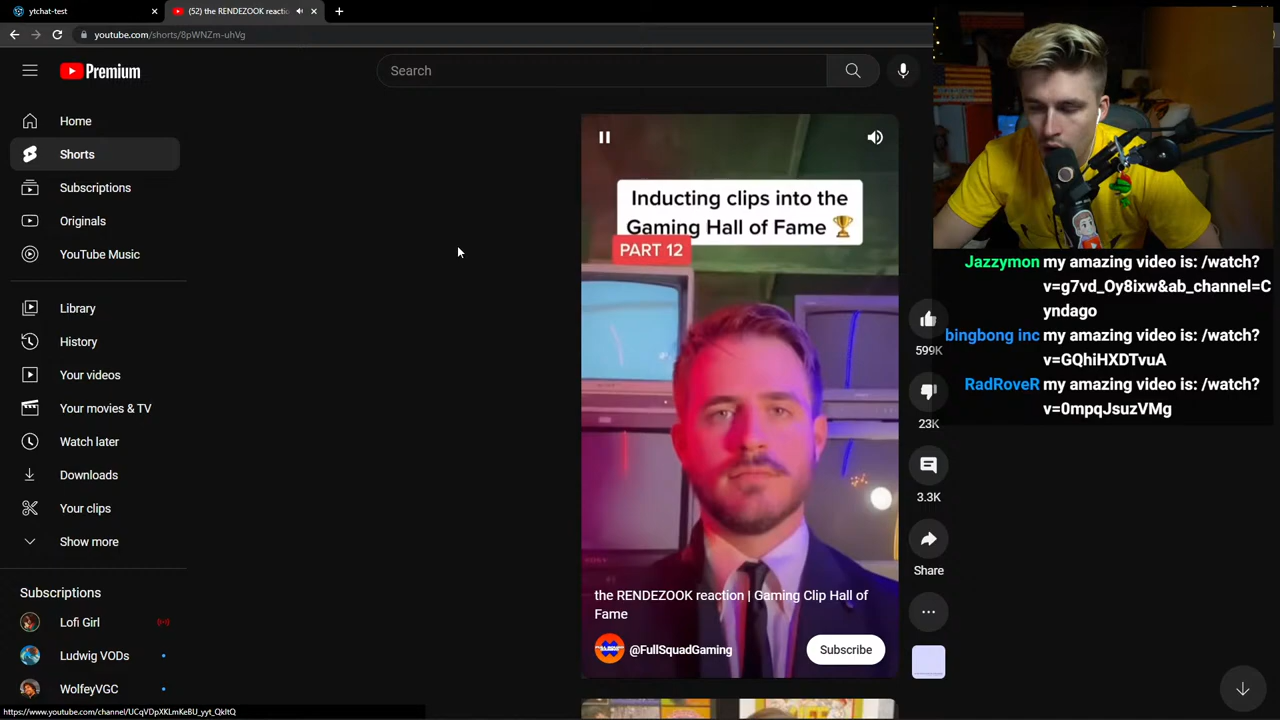 ytchat-test
(52) the RENDEZOOK reacti
youtube.com/shorts/8pWNZm-uhVg
Premium
Search
Home
Shorts
Subscriptions
Originals
YouTube Music
Library
History
Your videos
Your movies & TV
Watch later
Downloads
Your clips
Show more
Subscriptions
Lofi Girl
Ludwig VODs
WolfeyVGC
https://www.youtube.com/channel/UCqVDpXKLmKeBU_yyt_QkItQ
Inducting clips into the
Gaming Hall of Fame 🏆
PART 12
the RENDEZOOK reaction | Gaming Clip Hall of
Fame
@FullSquadGaming
Subscribe
599K
23K
3.3K
Share
Jazzymon my amazing video is: /watch?
v=g7vd_Oy8ixw&ab_channel=C
yndago
bingbong inc my amazing video is: /watch?
v=GQhiHXDTvuA
RadRoveR my amazing video is: /watch?
v=0mpqJsuzVMg